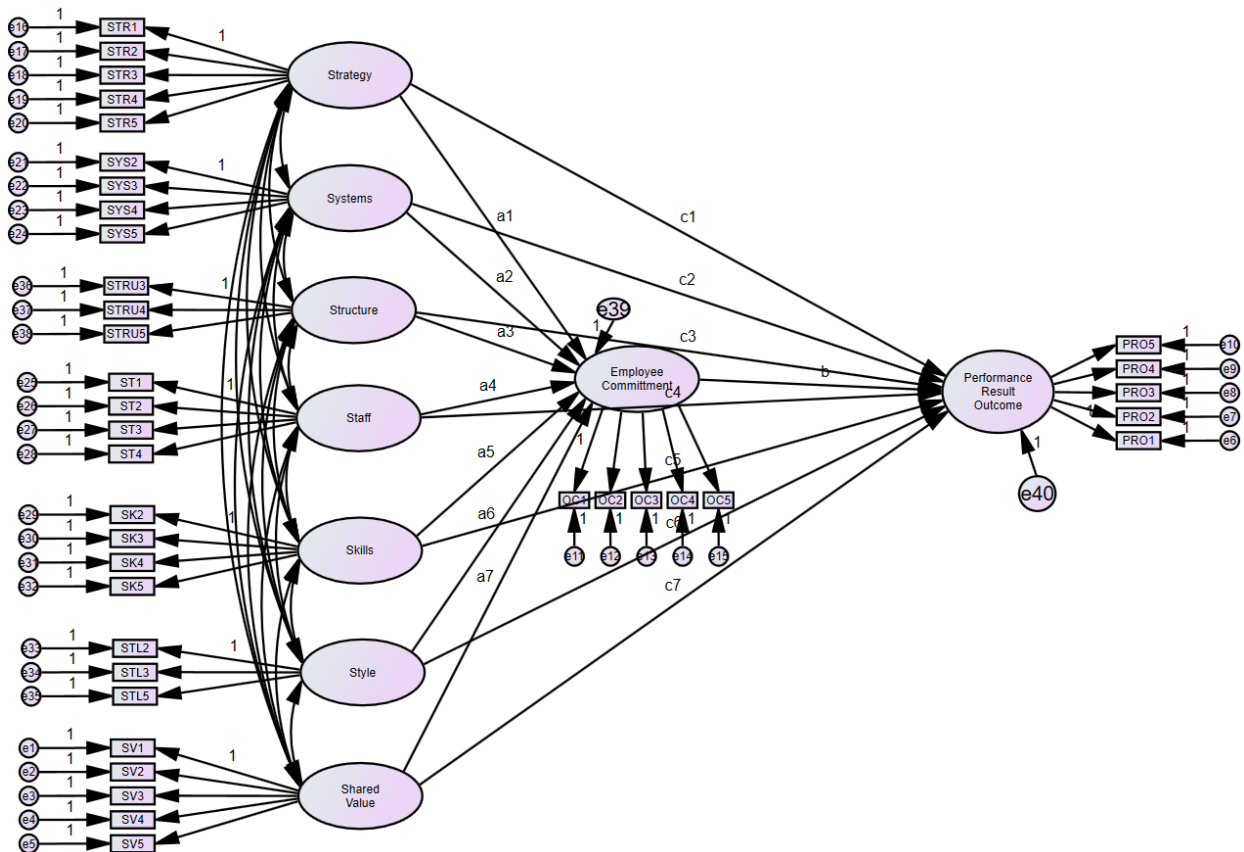 e16 1 STR1 1
e17 1 STR2
e18 1 STR3
e19 1 STR4
e20 1 STR5
Strategy
e21 1 SYS2 1
e22 1 SYS3
e23 1 SYS4
e24 1 SYS5
Systems
e36 1 STRU3 1
e37 1 STRU4
e38 1 STRU5
Structure
e25 1 ST1 1
e26 1 ST2
e27 1 ST3
e28 1 ST4
Staff
e29 1 SK2 1
e30 1 SK3
e31 1 SK4
e32 1 SK5
Skills
e33 1 STL2 1
e34 1 STL3
e35 1 STL5
Style
e1 1 SV1 1
e2 1 SV2
e3 1 SV3
e4 1 SV4
e5 1 SV5
Shared
Value
a1
a2
a3
a4
a5
a6
a7
c1
c2
c3
c4
c5
c6
c7
b
e39
1
Employee
Committment
1
OC1 OC2 OC3 OC4 OC5
1 1 1 1 1
e11 e12 e13 e14 e15
Performance
Result
Outcome
1
e40
PRO5 1 e10
PRO4 1 e9
PRO3 1 e8
PRO2 1 e7
1 PRO1 1 e6